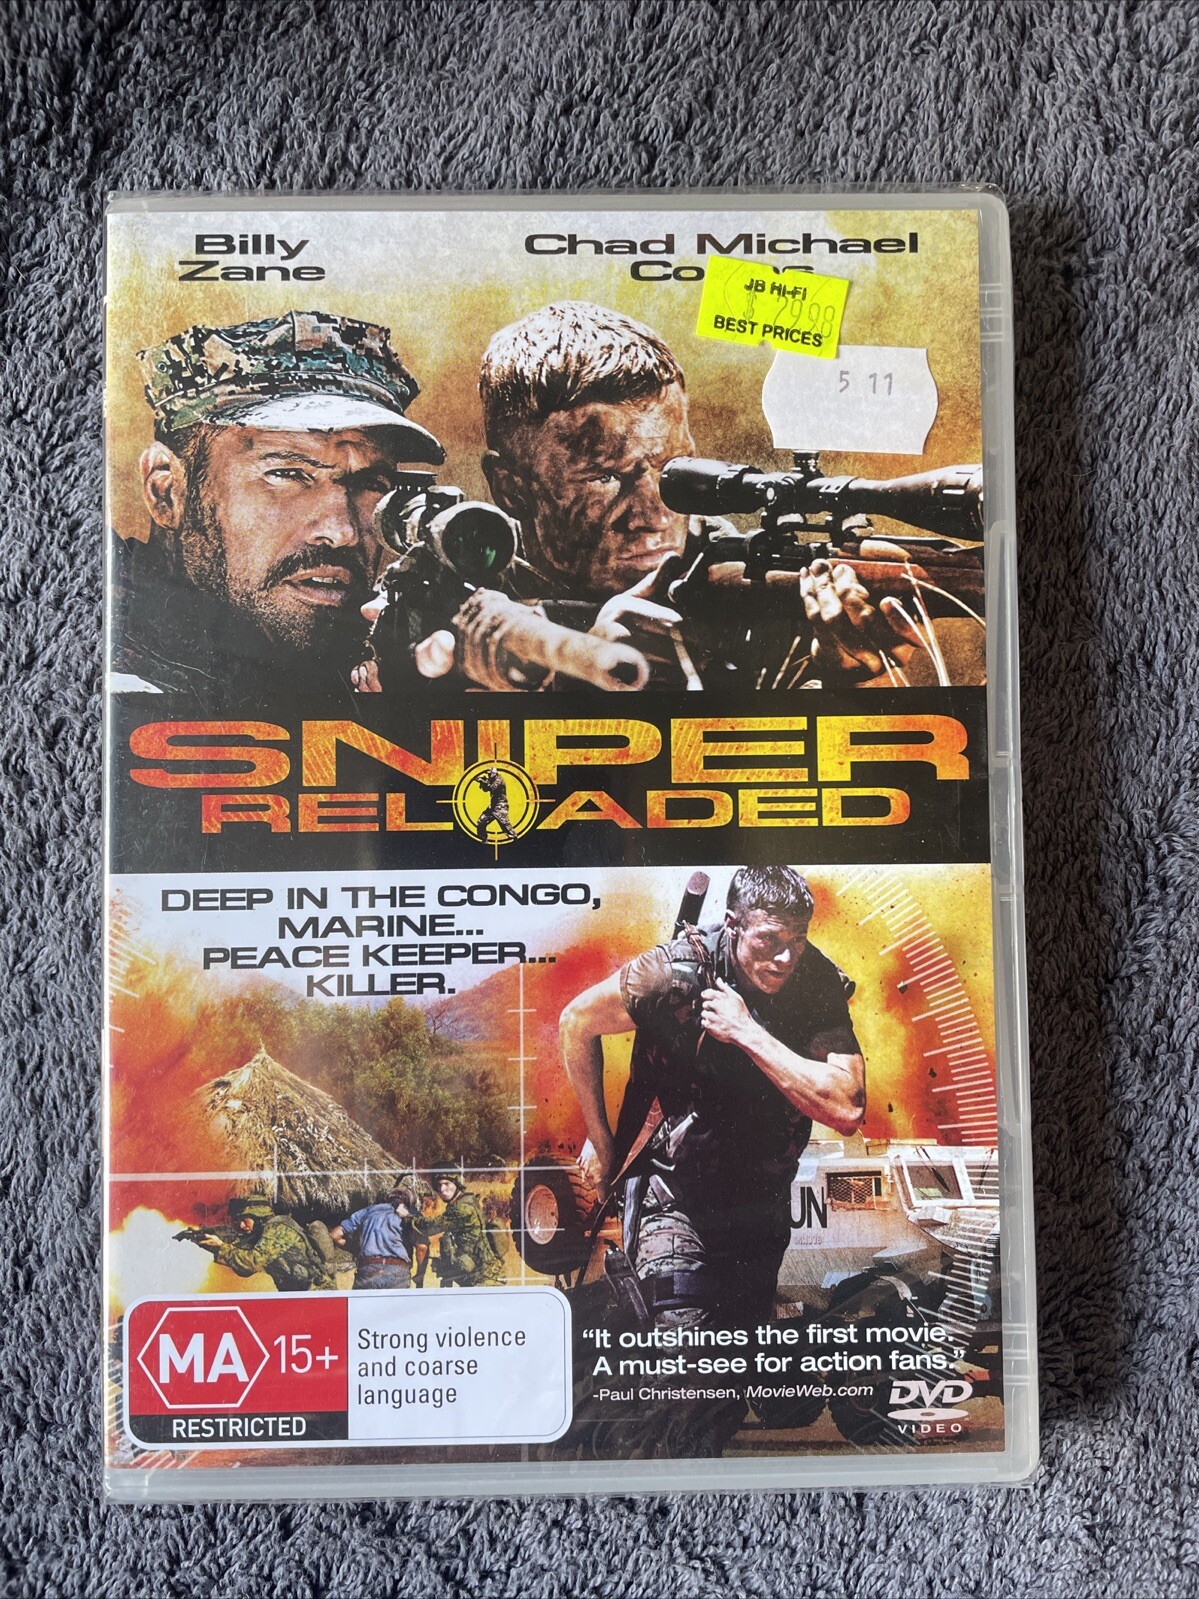 Billy
Zane
Chad Michael
JB HI-FI
$ 29.98
BEST PRICES
5 11
SNIPER
RELOADED
DEEP IN THE CONGO,
MARINE...
PEACE KEEPER...
KILLER.
UN
MA 15+
RESTRICTED
Strong violence
and coarse
language
"It outshines the first movie.
A must-see for action fans."
-Paul Christensen, MovieWeb.com
DVD
VIDEO